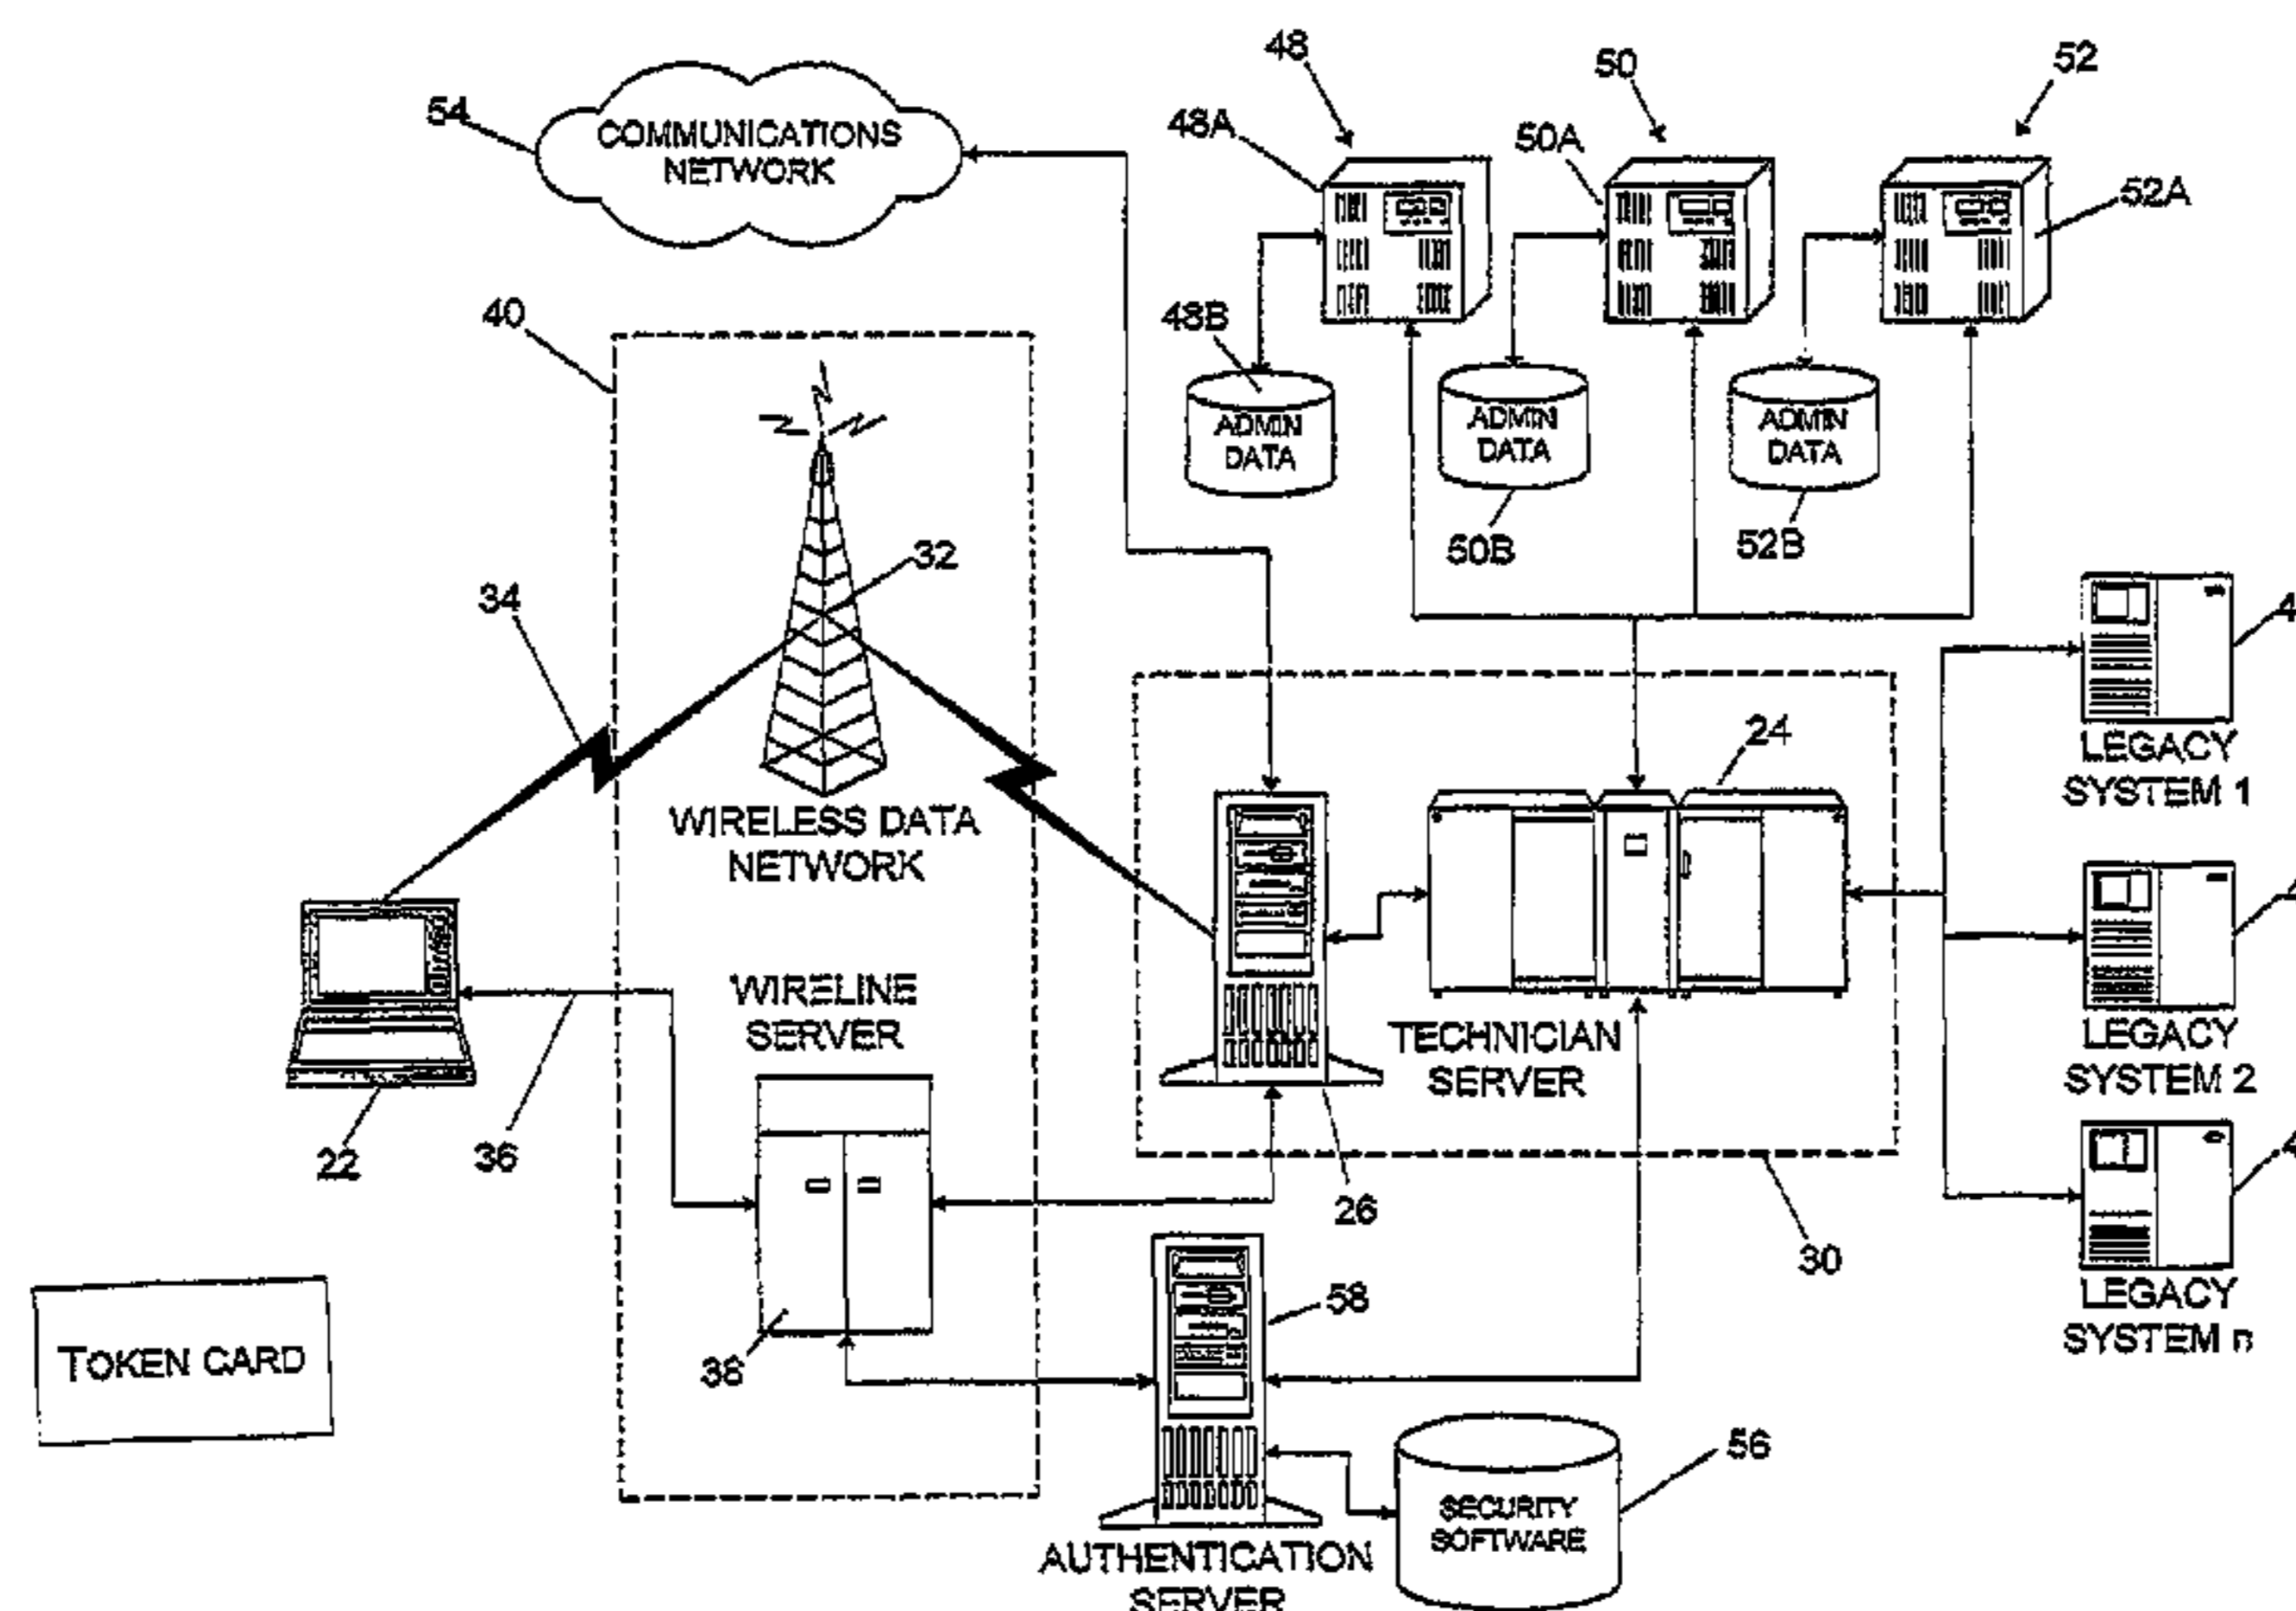 48
50
52
54
COMMUNICATIONS
NETWORK
48A
50A
52A
40
48B
ADMIN
DATA
ADMIN
DATA
ADMIN
DATA
50B
52B
32
34
24
LEGACY
SYSTEM 1
WIRELESS DATA
NETWORK
WIRELINE
SERVER
TECHNICIAN
SERVER
LEGACY
SYSTEM 2
22
36
26
30
58
LEGACY
SYSTEM n
TOKEN CARD
38
56
SECURITY
SOFTWARE
AUTHENTICATION
SERVER